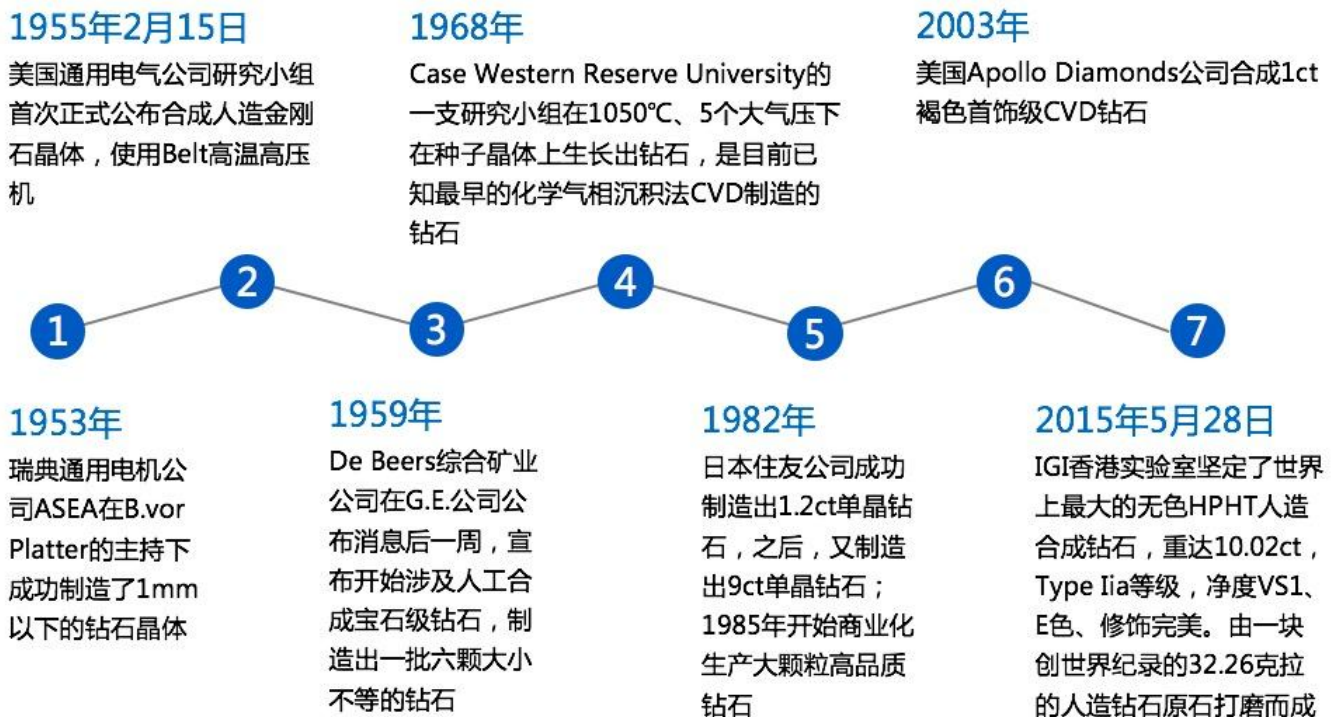 1955年2月15日
美国通用电气公司研究小组
首次正式公布合成人造金刚
石晶体，使用Belt高温高压
机
1968年
Case Western Reserve University的
一支研究小组在1050℃、5个大气压下
在种子晶体上生长出钻石，是目前已
知最早的化学气相沉积法CVD制造的
钻石
2003年
美国Apollo Diamonds公司合成1ct
褐色首饰级CVD钻石
1
2
3
4
5
6
7
1953年
瑞典通用电机公
司ASEA在B.vor
Platter的主持下
成功制造了1mm
以下的钻石晶体
1959年
De Beers综合矿业
公司在G.E.公司公
布消息后一周，宣
布开始涉及人工合
成宝石级钻石，制
造出一批六颗大小
不等的钻石
1982年
日本住友公司成功
制造出1.2ct单晶钻
石，之后，又制造
出9ct单晶钻石；
1985年开始商业化
生产大颗粒高品质
钻石
2015年5月28日
IGI香港实验室坚定了世界
上最大的无色HPHT人造
合成钻石，重达10.02ct，
Type Iia等级，净度VS1、
E色、修饰完美。由一块
创世界纪录的32.26克拉
的人造钻石原石打磨而成